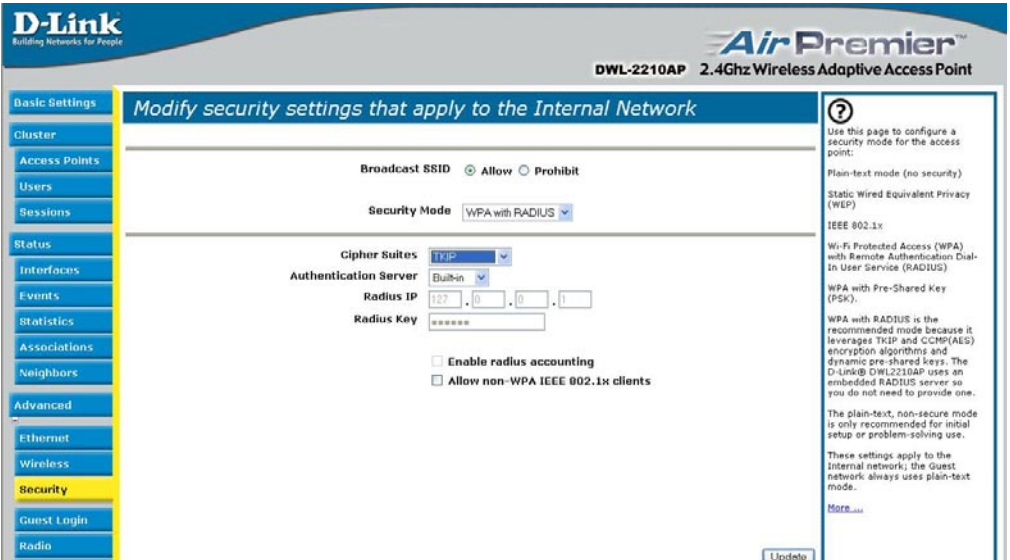 D-Link
Building Networks for People
Air Premier™
DWL-2210AP 2.4Ghz Wireless Adaptive Access Point
Basic Settings
Cluster
Access Points
Users
Sessions
Status
Interfaces
Events
Statistics
Associations
Neighbors
Advanced
Ethernet
Wireless
Security
Guest Login
Radio
Modify security settings that apply to the Internal Network
Broadcast SSID Allow Prohibit
Security Mode WPA with RADIUS
Cipher Suites TKIP
Authentication Server Built-in
Radius IP 127 . 0 . 0 . 1
Radius Key ******
Enable radius accounting
Allow non-WPA IEEE 802.1x clients
Update
?
Use this page to configure a
security mode for the access
point:
Plain-text mode (no security)
Static Wired Equivalent Privacy
(WEP)
IEEE 802.1x
Wi-Fi Protected Access (WPA)
with Remote Authentication Dial-
In User Service (RADIUS)
WPA with Pre-Shared Key
(PSK).
WPA with RADIUS is the
recommended mode because it
leverages TKIP and CCMP(AES)
encryption algorithms and
dynamic pre-shared keys. The
D-Link® DWL2210AP uses an
embedded RADIUS server so
you do not need to provide one.
The plain-text, non-secure mode
is only recommended for initial
setup or problem-solving use.
These settings apply to the
Internal network; the Guest
network always uses plain-text
mode.
More ...